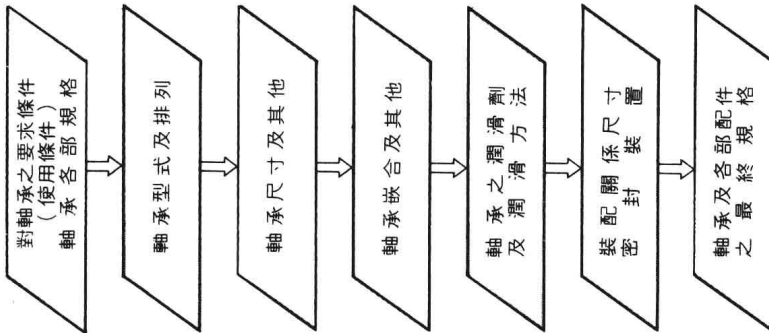 對軸承之要求條件
(使用條件)
軸承各部規格
軸承型式及排列
軸承尺寸及其他
軸承嵌合及其他
軸承之潤滑劑
及潤滑方法
裝配關係尺寸
密封裝置
軸承及各部配件
之最終規格